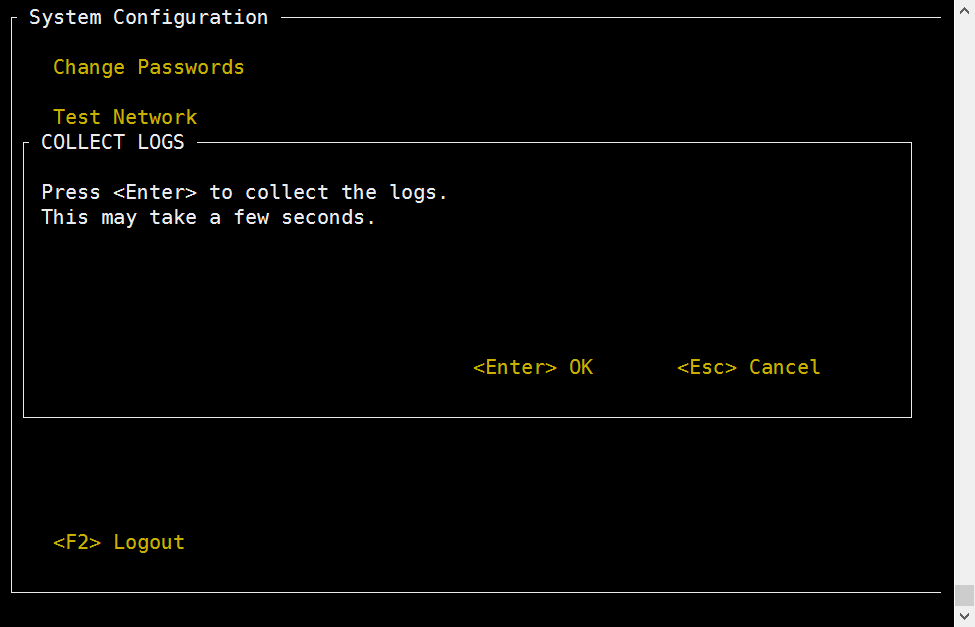 System Configuration
Change Passwords
Test Network
COLLECT LOGS
Press <Enter> to collect the logs.
This may take a few seconds.
<Enter> OK <Esc> Cancel
<F2> Logout